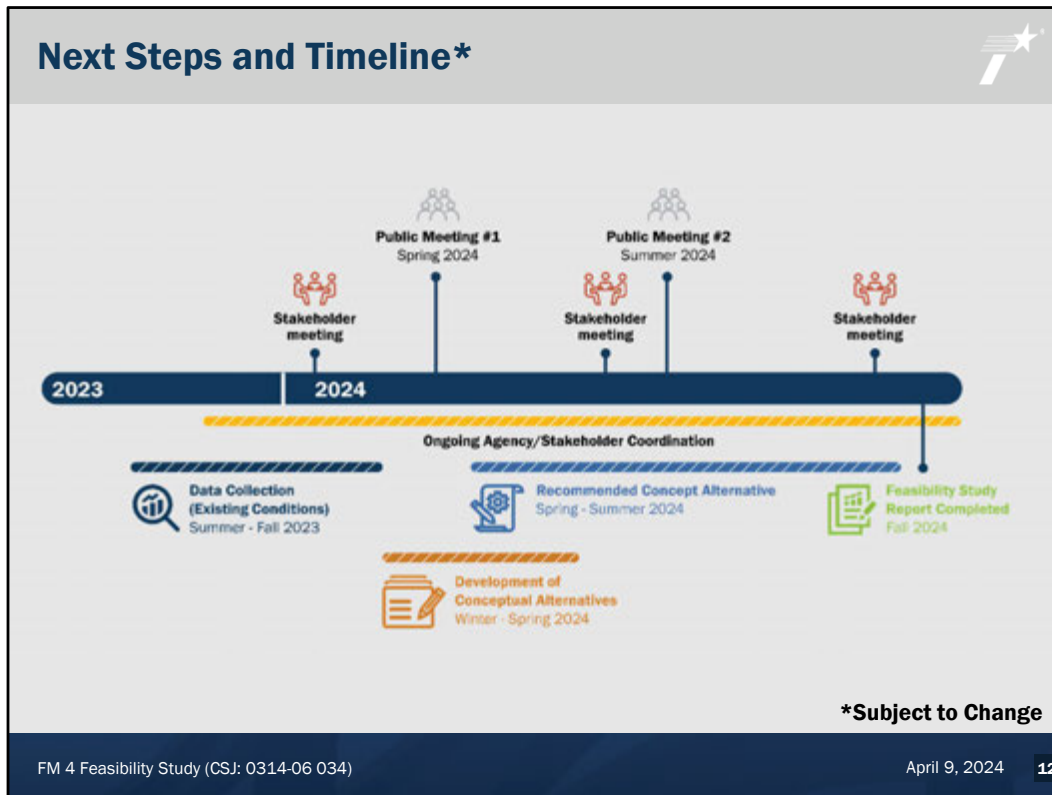 Next Steps and Timeline*
Public Meeting #1
Spring 2024
Public Meeting #2
Summer 2024
Stakeholder
meeting
Stakeholder
meeting
Stakeholder
meeting
2023
2024
Ongoing Agency/Stakeholder Coordination
Data Collection
(Existing Conditions)
Summer - Fall 2023
Recommended Concept Alternative
Spring - Summer 2024
Feasibility Study
Report Completed
Fall 2024
Development of
Conceptual Alternatives
Winter - Spring 2024
*Subject to Change
FM 4 Feasibility Study (CSJ: 0314-06 034)
April 9, 2024
12